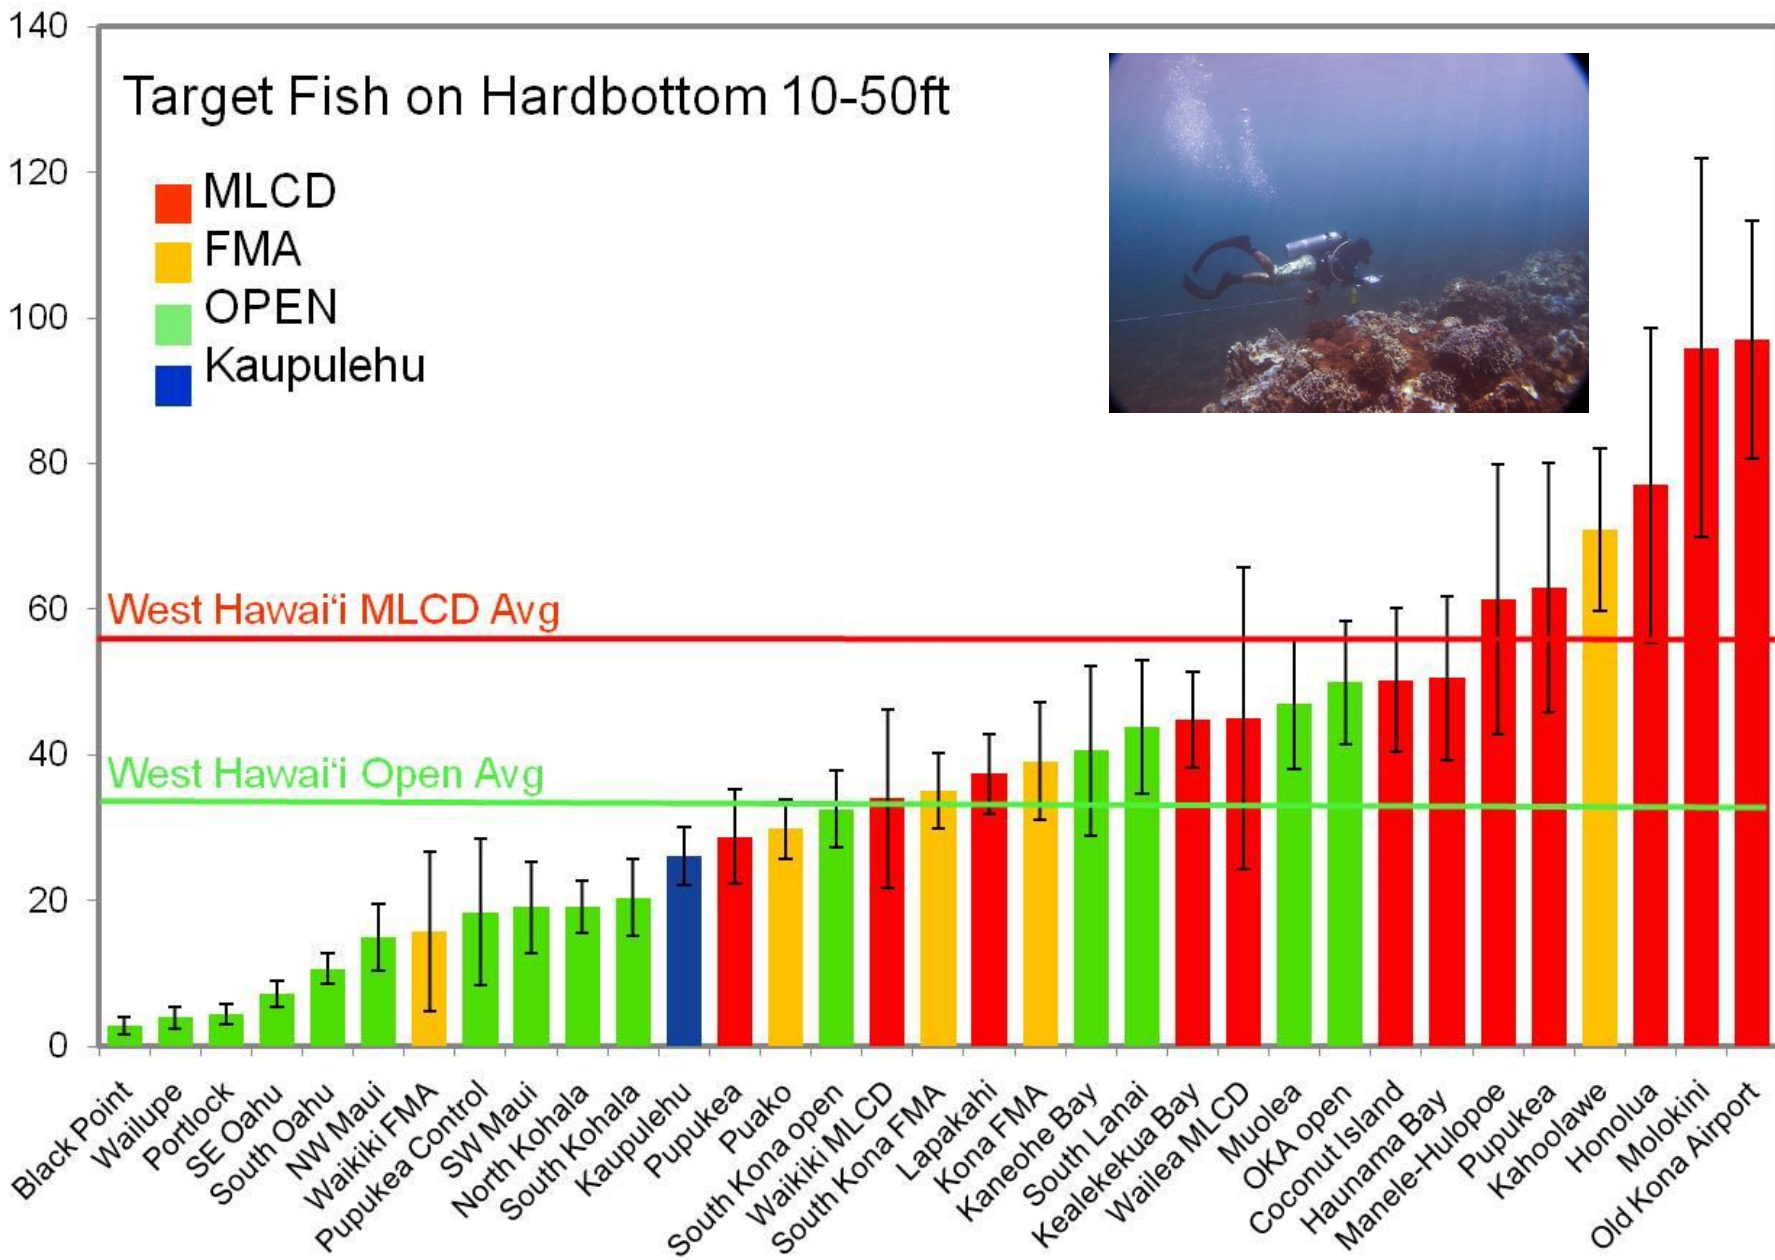 Target Fish on Hardbottom 10-50ft
MLCD
FMA
OPEN
Kaupulehu
140
120
100
80
60
40
20
0
West Hawai‘i MLCD Avg
West Hawai‘i Open Avg
Black Point
Wailupe
Portlock
SE Oahu
South Oahu
NW Maui
Waikiki FMA
Pupukea Control
SW Maui
North Kohala
South Kohala
Kaupulehu
Pupukea
Puako
South Kona open
Waikiki MLCD
South Kona FMA
Lapakahi
Kona FMA
Kaneohe Bay
South Lanai
Kealekekua Bay
Wailea MLCD
Muolea
OKA open
Coconut Island
Haunama Bay
Manele-Hulopoe
Pupukea
Kahoolawe
Honolua
Molokini
Old Kona Airport